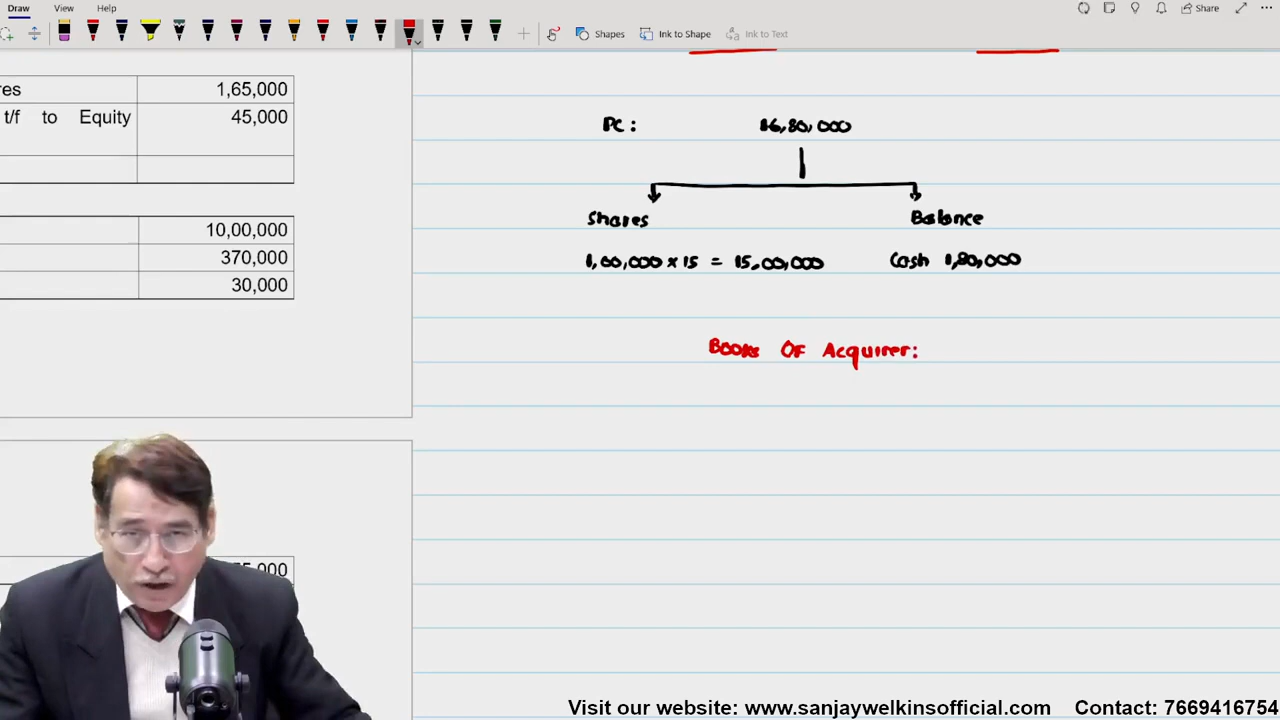 Draw View Help Share
Shapes Ink to Shape Ink to Text
res 1,65,000
t/f to Equity 45,000
10,00,000
370,000
30,000
PC: 16,80,000
Shares Balance
1,00,000 x 15 = 15,00,000 Cash 1,80,000
Books Of Acquirer:
Visit our website: www.sanjaywelkinsofficial.com Contact: 7669416754